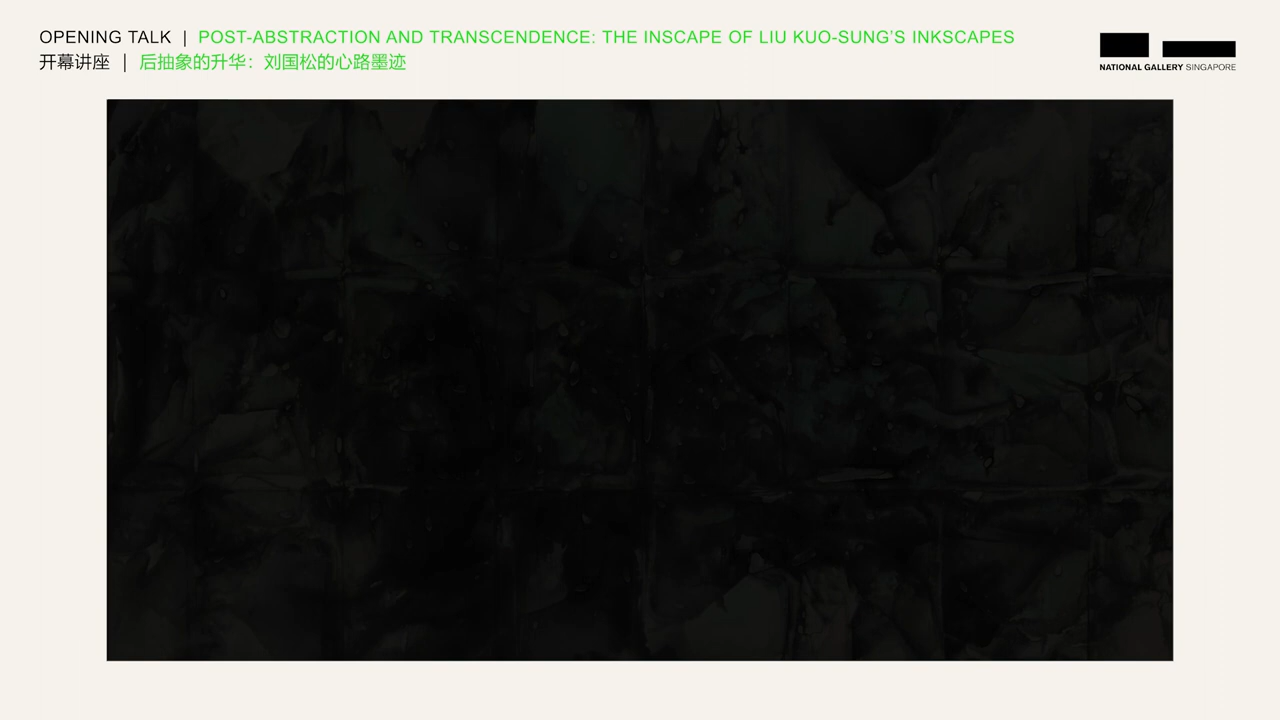 OPENING TALK | POST-ABSTRACTION AND TRANSCENDENCE: THE INSCAPE OF LIU KUO-SUNG'S INKSCAPES
开幕讲座 | 后抽象的升华：刘国松的心路墨迹
NATIONAL GALLERY SINGAPORE